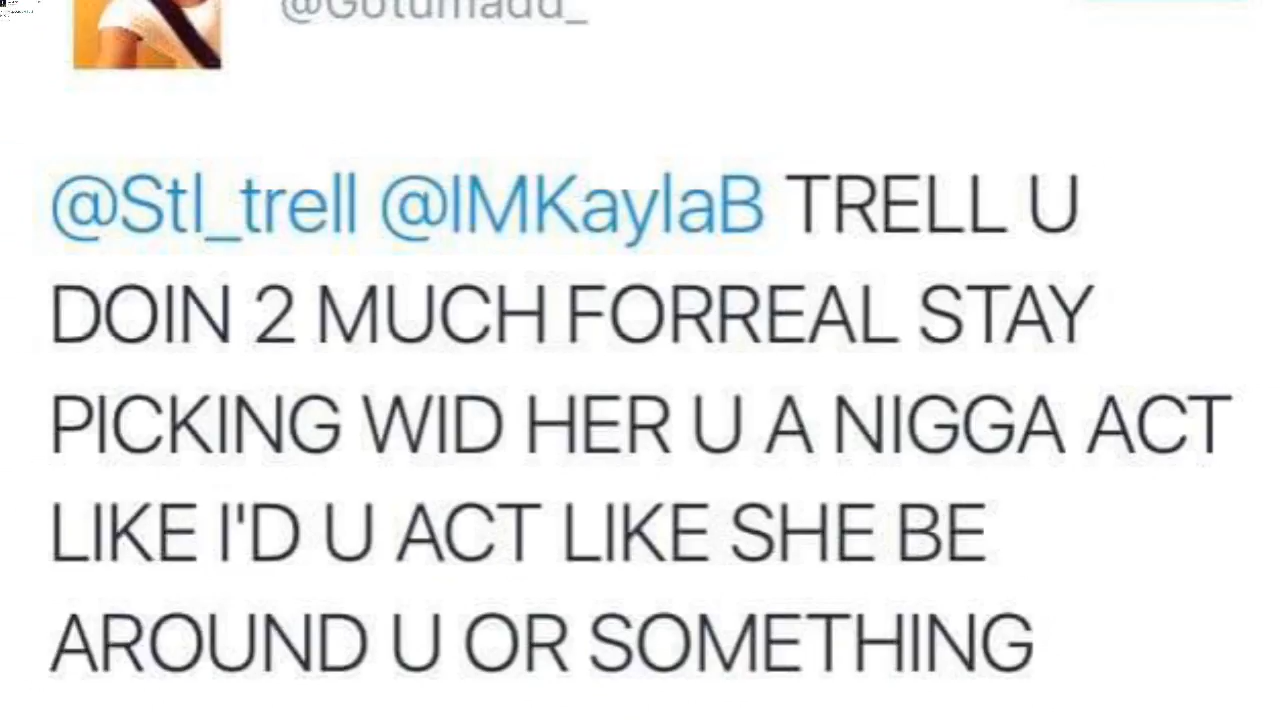 @Gotumadd_
@Stl_trell @IMKaylaB TRELL U
DOIN 2 MUCH FORREAL STAY
PICKING WID HER U A NIGGA ACT
LIKE I'D U ACT LIKE SHE BE
AROUND U OR SOMETHING